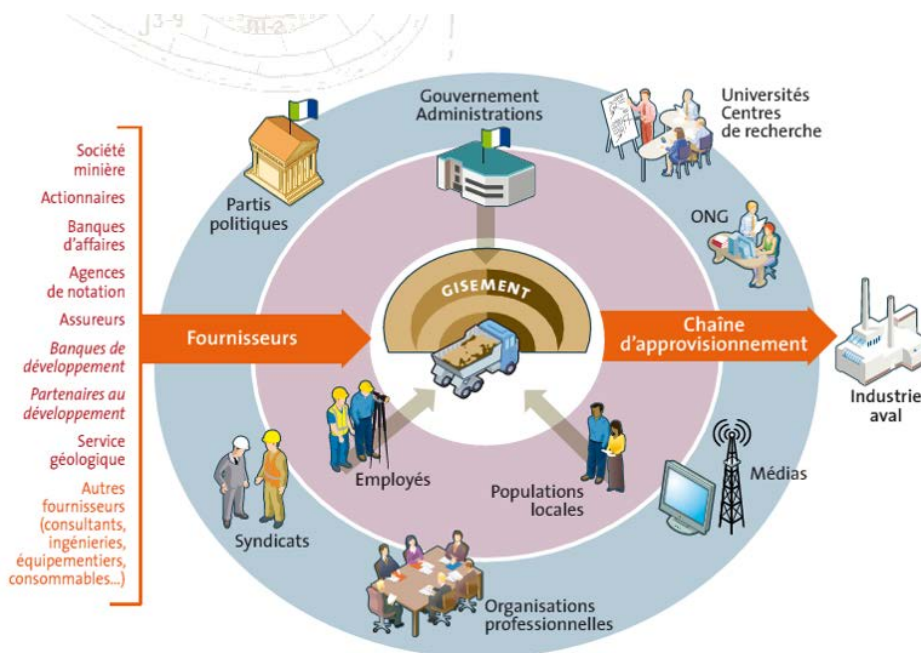 Société
minière
Actionnaires
Banques
d'affaires
Agences
de notation
Assureurs
Banques de
développement
Partenaires au
développement
Service
géologique
Autres
fournisseurs
(consultants,
ingénieries,
équipementiers,
consommables...)
Fournisseurs
Partis
politiques
Gouvernement
Administrations
Universités
Centres
de recherche
ONG
GISEMENT
Chaîne
d'approvisionnement
Industrie
aval
Médias
Populations
locales
Employés
Syndicats
Organisations
professionnelles